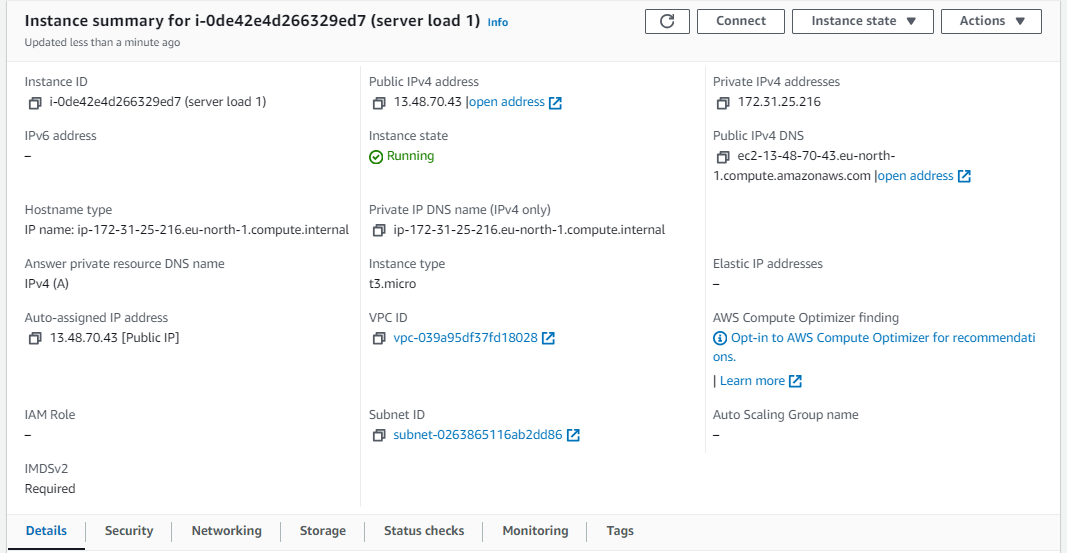 Instance summary for i-0de42e4d266329ed7 (server load 1) Info
Connect
Instance state
Actions
Updated less than a minute ago
Instance ID
i-0de42e4d266329ed7 (server load 1)
Public IPv4 address
13.48.70.43 |open address
Private IPv4 addresses
172.31.25.216
IPv6 address
–
Instance state
Running
Public IPv4 DNS
ec2-13-48-70-43.eu-north-
1.compute.amazonaws.com |open address
Hostname type
IP name: ip-172-31-25-216.eu-north-1.compute.internal
Private IP DNS name (IPv4 only)
ip-172-31-25-216.eu-north-1.compute.internal
Answer private resource DNS name
IPv4 (A)
Instance type
t3.micro
Elastic IP addresses
–
Auto-assigned IP address
13.48.70.43 [Public IP]
VPC ID
vpc-039a95df37fd18028
AWS Compute Optimizer finding
Opt-in to AWS Compute Optimizer for recommendati
ons.
| Learn more
IAM Role
–
Subnet ID
subnet-0263865116ab2dd86
Auto Scaling Group name
–
IMDSv2
Required
Details
Security
Networking
Storage
Status checks
Monitoring
Tags